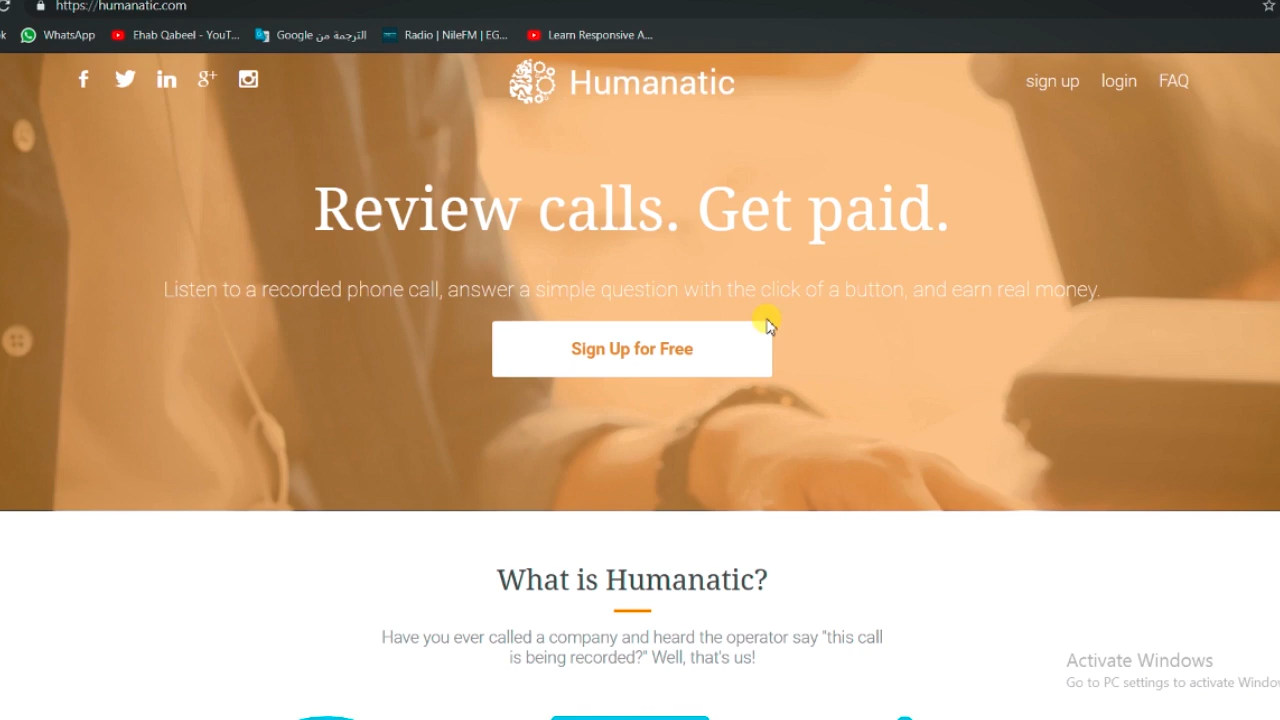 https://humanatic.com
k WhatsApp Ehab Qabeel - YouT... Google الترجمة من Radio | NileFM | EG... Learn Responsive A...
f in g+ Humanatic sign up login FAQ
Review calls. Get paid.
Listen to a recorded phone call, answer a simple question with the click of a button, and earn real money.
Sign Up for Free
What is Humanatic?
Have you ever called a company and heard the operator say "this call
is being recorded?" Well, that's us!
Activate Windows
Go to PC settings to activate Windov